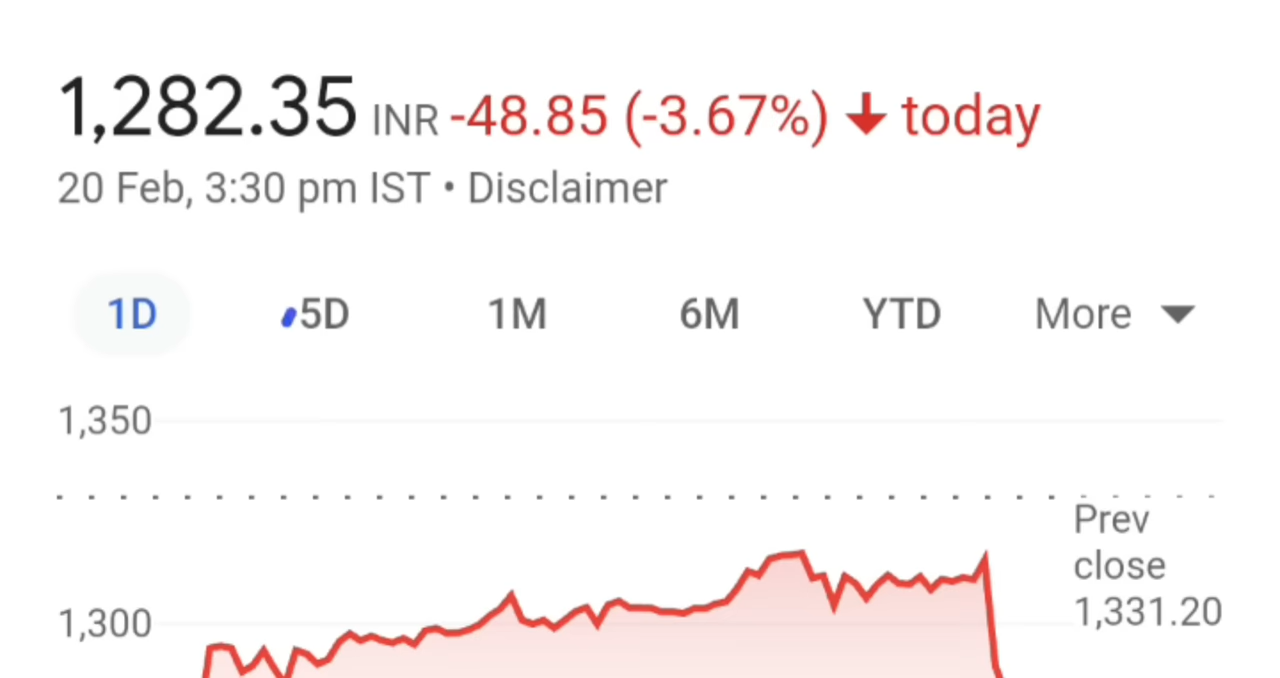 1,282.35 INR -48.85 (-3.67%) ↓ today
20 Feb, 3:30 pm IST • Disclaimer
1D 5D 1M 6M YTD More
1,350
Prev
close
1,331.20
1,300